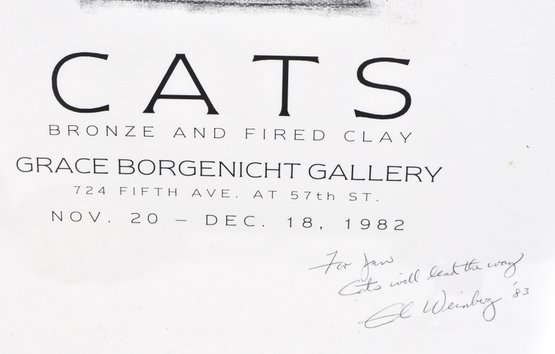 CATS
BRONZE AND FIRED CLAY
GRACE BORGENICHT GALLERY
724 FIFTH AVE. AT 57th ST.
NOV. 20 – DEC. 18, 1982
For Jan
Cats will lead the way
El Weinberg '83